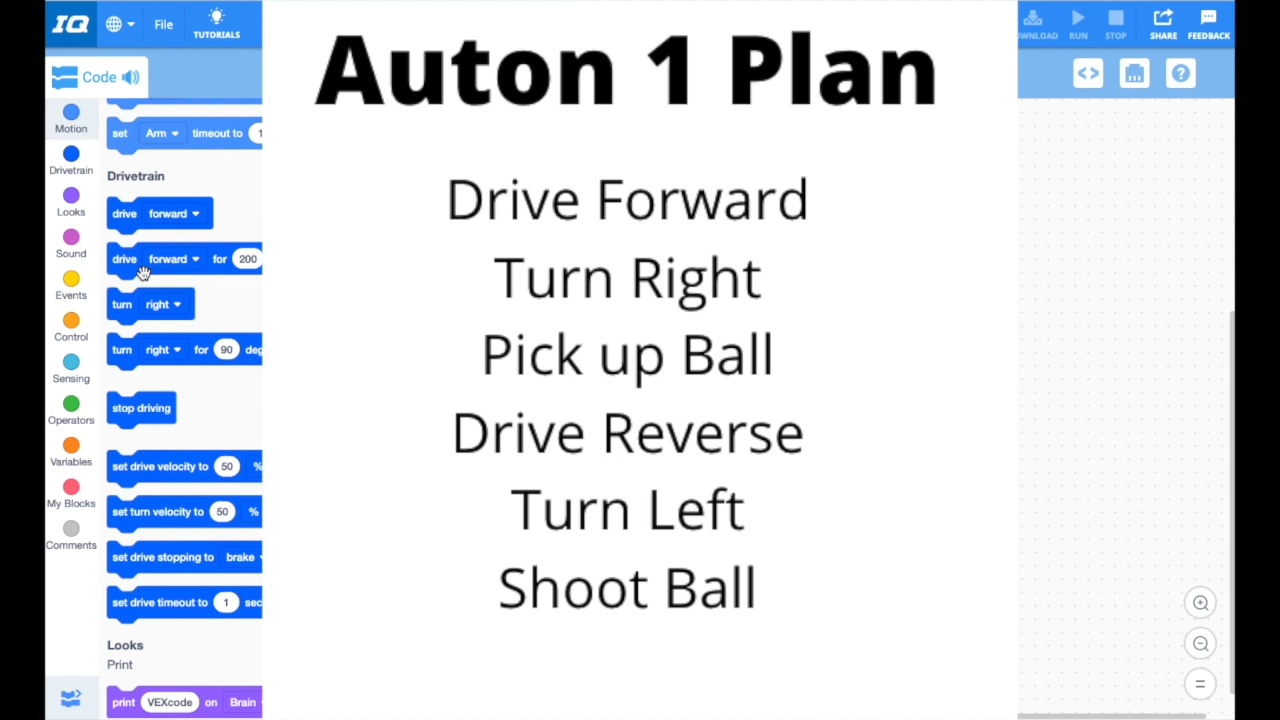 IQ
File
TUTORIALS
Code
Motion
Drivetrain
Looks
Sound
Events
Control
Sensing
Operators
Variables
My Blocks
Comments
set Arm timeout to 1
Drivetrain
drive forward
drive forward for 200
turn right
turn right for 90 deg
stop driving
set drive velocity to 50 %
set turn velocity to 50 %
set drive stopping to brake
set drive timeout to 1 sec
Looks
Print
print VEXcode on Brain
Auton 1 Plan
Drive Forward
Turn Right
Pick up Ball
Drive Reverse
Turn Left
Shoot Ball
OWNLOAD
RUN
STOP
SHARE
FEEDBACK